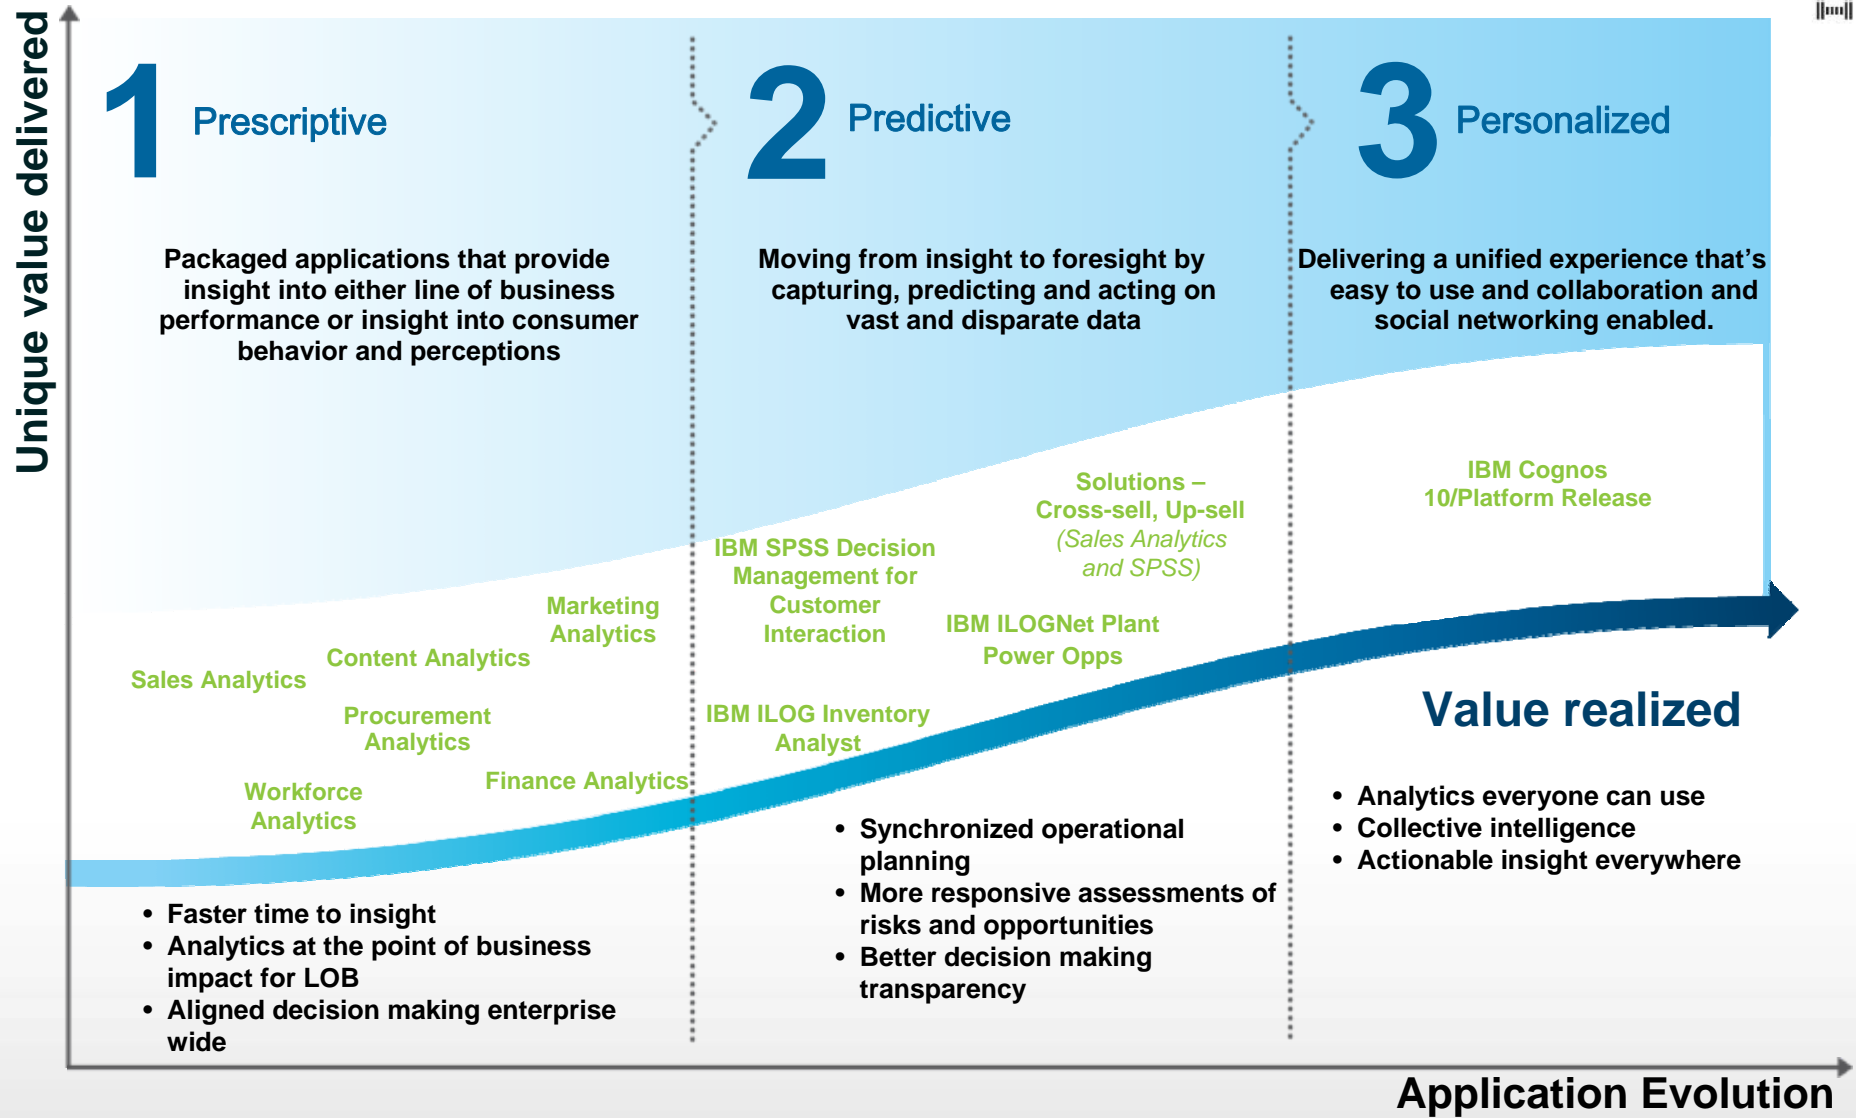 Unique value delivered
1 Prescriptive
Packaged applications that provide
insight into either line of business
performance or insight into consumer
behavior and perceptions
2 Predictive
Moving from insight to foresight by
capturing, predicting and acting on
vast and disparate data
3 Personalized
Delivering a unified experience that's
easy to use and collaboration and
social networking enabled.
Sales Analytics
Content Analytics
Marketing
Analytics
Procurement
Analytics
Workforce
Analytics
Finance Analytics
IBM SPSS Decision
Management for
Customer
Interaction
Solutions –
Cross-sell, Up-sell
(Sales Analytics
and SPSS)
IBM ILOGNet Plant
Power Opps
IBM ILOG Inventory
Analyst
IBM Cognos
10/Platform Release
Value realized
• Faster time to insight
• Analytics at the point of business
impact for LOB
• Aligned decision making enterprise
wide
• Synchronized operational
planning
• More responsive assessments of
risks and opportunities
• Better decision making
transparency
• Analytics everyone can use
• Collective intelligence
• Actionable insight everywhere
Application Evolution